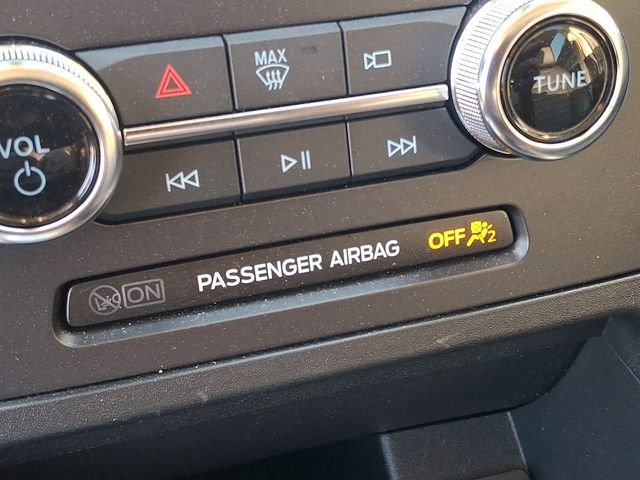 MAX
VOL
TUNE
ON PASSENGER AIRBAG OFF 2